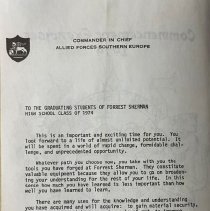 COMMANDER IN CHIEF
ALLIED FORCES SOUTHERN EUROPE
TO THE GRADUATING STUDENTS OF FORREST SHERMAN
HIGH SCHOOL CLASS OF 1974
This is an important and exciting time for you. You
look forward to a life of almost unlimited potential. It
will be spent in a world of rapid change, formidable chal-
lenge, and unprecedented opportunity.
Whatever path you choose now, you take with you the
tools you have forged at Forrest Sherman. They constitute
valuable equipment because they allow you to go on broaden-
ing your understanding for the rest of your life. In this
sense how much you have learned is less important than how
well you have learned to learn.
There are many uses for the knowledge and understanding
you have acquired and will acquire: to gain material security,